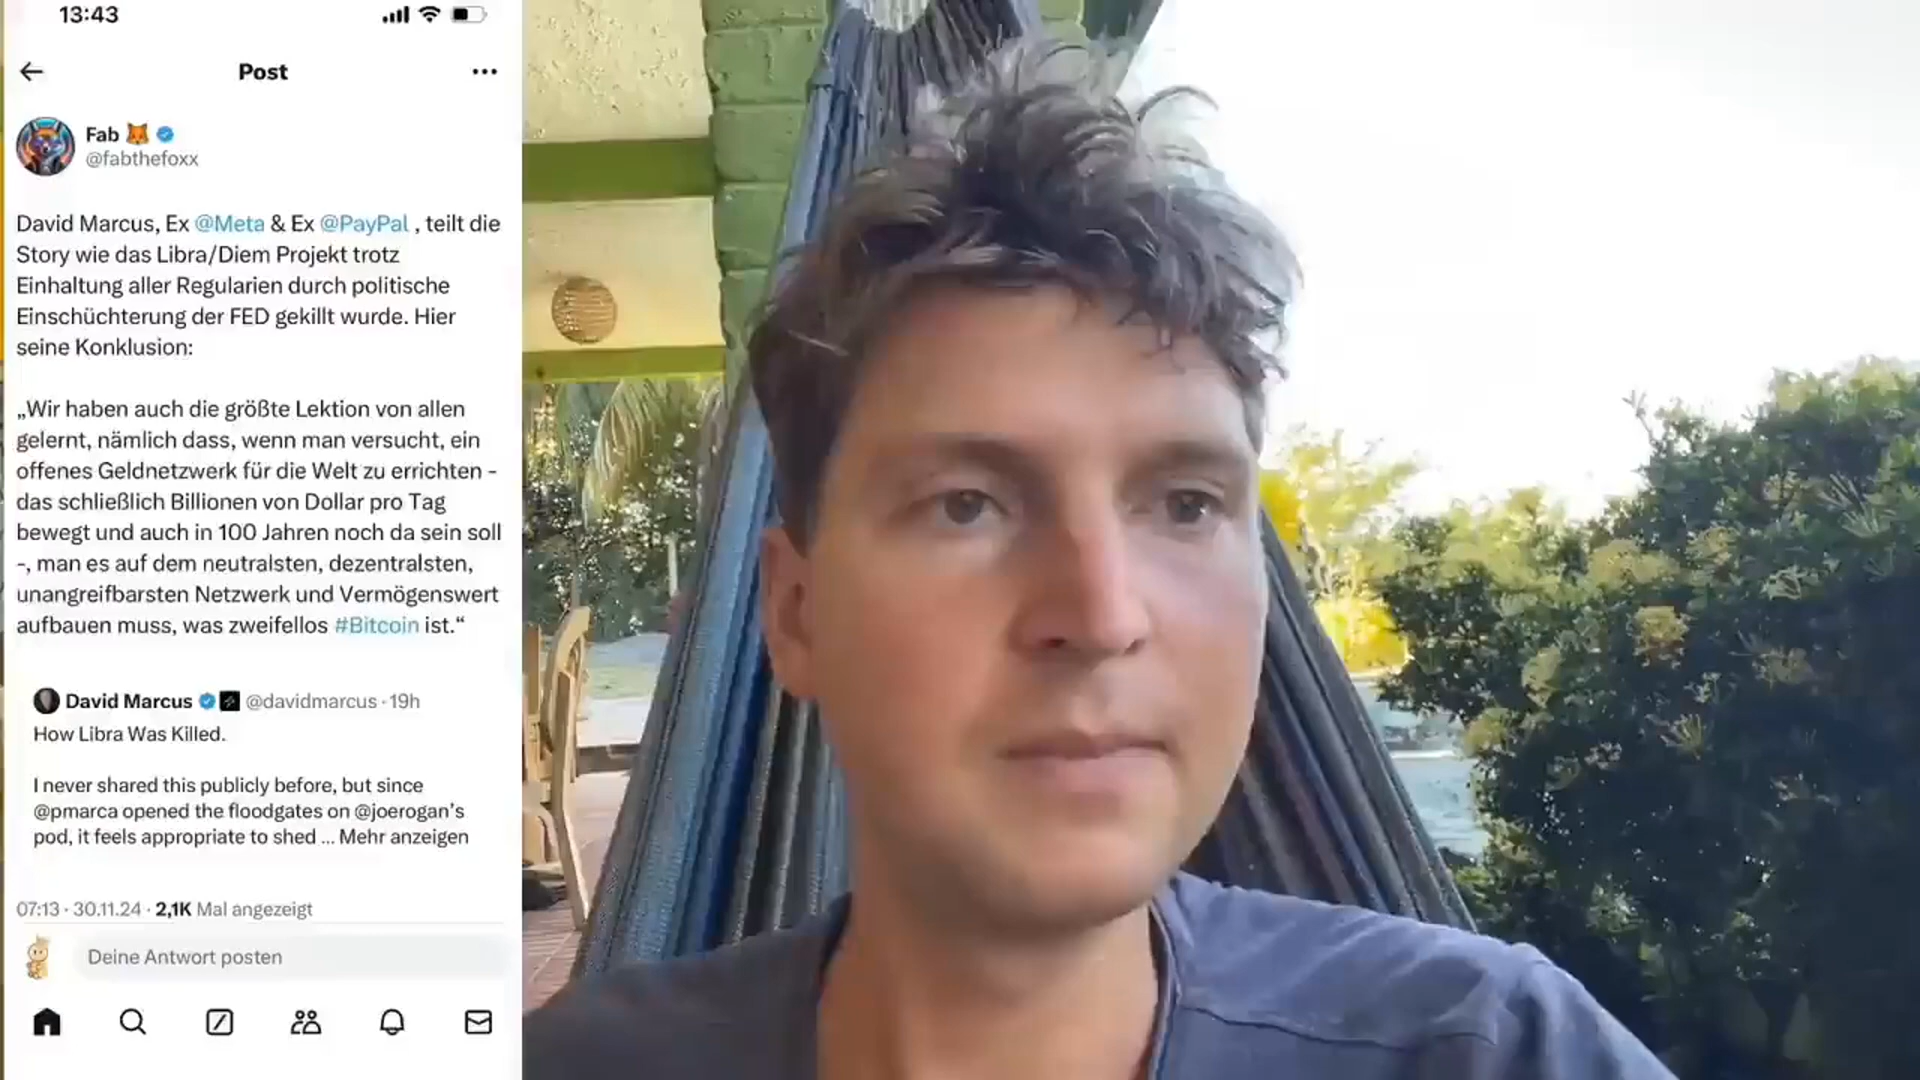 13:43
Post
Fab 🦊
@fabthefoxx
David Marcus, Ex @Meta & Ex @PayPal , teilt die
Story wie das Libra/Diem Projekt trotz
Einhaltung aller Regularien durch politische
Einschüchterung der FED gekillt wurde. Hier
seine Konklusion:
„Wir haben auch die größte Lektion von allen
gelernt, nämlich dass, wenn man versucht, ein
offenes Geldnetzwerk für die Welt zu errichten -
das schließlich Billionen von Dollar pro Tag
bewegt und auch in 100 Jahren noch da sein soll
-, man es auf dem neutralsten, dezentralsten,
unangreifbarsten Netzwerk und Vermögenswert
aufbauen muss, was zweifellos #Bitcoin ist.“
David Marcus @davidmarcus · 19h
How Libra Was Killed.
I never shared this publicly before, but since
@pmarca opened the floodgates on @joerogan’s
pod, it feels appropriate to shed ... Mehr anzeigen
07:13 · 30.11.24 · 2,1K Mal angezeigt
Deine Antwort posten